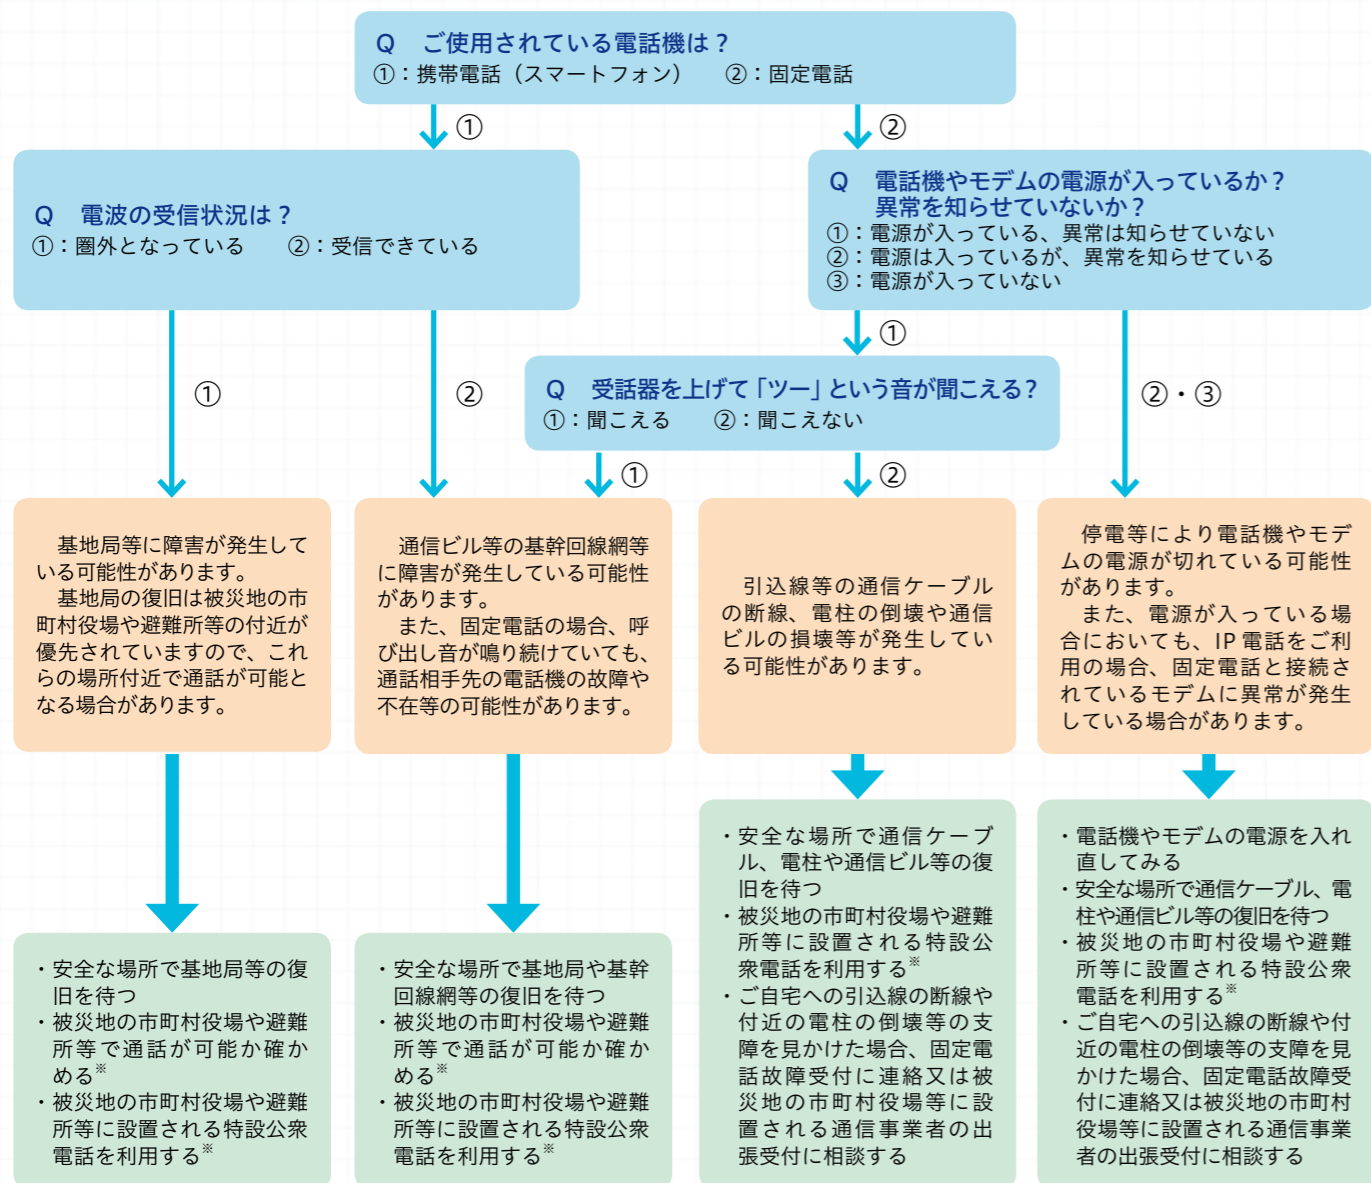 Q ご使用されている電話機は？
①：携帯電話（スマートフォン）　②：固定電話
①
②
Q 電波の受信状況は？
①：圏外となっている　②：受信できている
Q 電話機やモデムの電源が入っているか？
異常を知らせていないか？
①：電源が入っている、異常は知らせていない
②：電源は入っているが、異常を知らせている
③：電源が入っていない
①
Q 受話器を上げて「ツー」という音が聞こえる？
①：聞こえる　②：聞こえない
①
②
②・③
①
②
基地局等に障害が発生して
いる可能性があります。
基地局の復旧は被災地の市
町村役場や避難所等の付近が
優先されていますので、これ
らの場所付近で通話が可能と
なる場合があります。
通信ビル等の基幹回線網等
に障害が発生している可能性
があります。
また、固定電話の場合、呼
び出し音が鳴り続けていても、
通話相手先の電話機の故障や
不在等の可能性があります。
引込線等の通信ケーブル
の断線、電柱の倒壊や通信
ビルの損壊等が発生してい
る可能性があります。
停電等により電話機やモデ
ムの電源が切れている可能性
があります。
また、電源が入っている場
合においても、IP 電話をご利
用の場合、固定電話と接続さ
れているモデムに異常が発生
している場合があります。
・安全な場所で基地局等の復
旧を待つ
・被災地の市町村役場や避難
所等で通話が可能か確か
める※
・被災地の市町村役場や避難
所等に設置される特設公衆
電話を利用する※
・安全な場所で基地局や基幹
回線網等の復旧を待つ
・被災地の市町村役場や避難
所等で通話が可能か確か
める※
・被災地の市町村役場や避難
所等に設置される特設公衆
電話を利用する※
・安全な場所で通信ケーブ
ル、電柱や通信ビル等の復
旧を待つ
・被災地の市町村役場や避難
所等に設置される特設公
衆電話を利用する※
・ご自宅への引込線の断線や
付近の電柱の倒壊等の支
障を見かけた場合、固定電
話故障受付に連絡又は被
災地の市町村役場等に設
置される通信事業者の出
張受付に相談する
・電話機やモデムの電源を入れ
直してみる
・安全な場所で通信ケーブル、電
柱や通信ビル等の復旧を待つ
・被災地の市町村役場や避難
所等に設置される特設公衆
電話を利用する※
・ご自宅への引込線の断線や付
近の電柱の倒壊等の支障を見
かけた場合、固定電話故障受
付に連絡又は被災地の市町村
役場等に設置される通信事業
者の出張受付に相談する